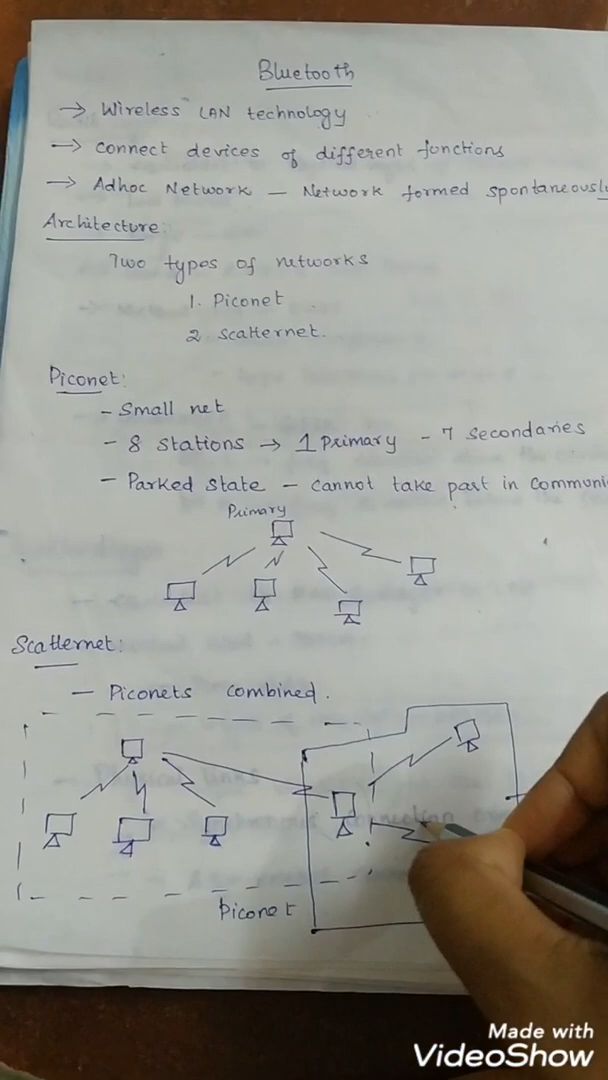 Bluetooth
→ Wireless LAN technology
→ connect devices of different functions
→ Adhoc Network – Network formed spontaneously
Architecture:
Two types of networks
1. Piconet
2 Scatternet.
Piconet:
- Small net
- 8 stations → 1 Primary - 7 secondaries
- Parked state - cannot take part in communi
Primary
Scatternet:
- Piconets combined.
Piconet
Made with
VideoShow